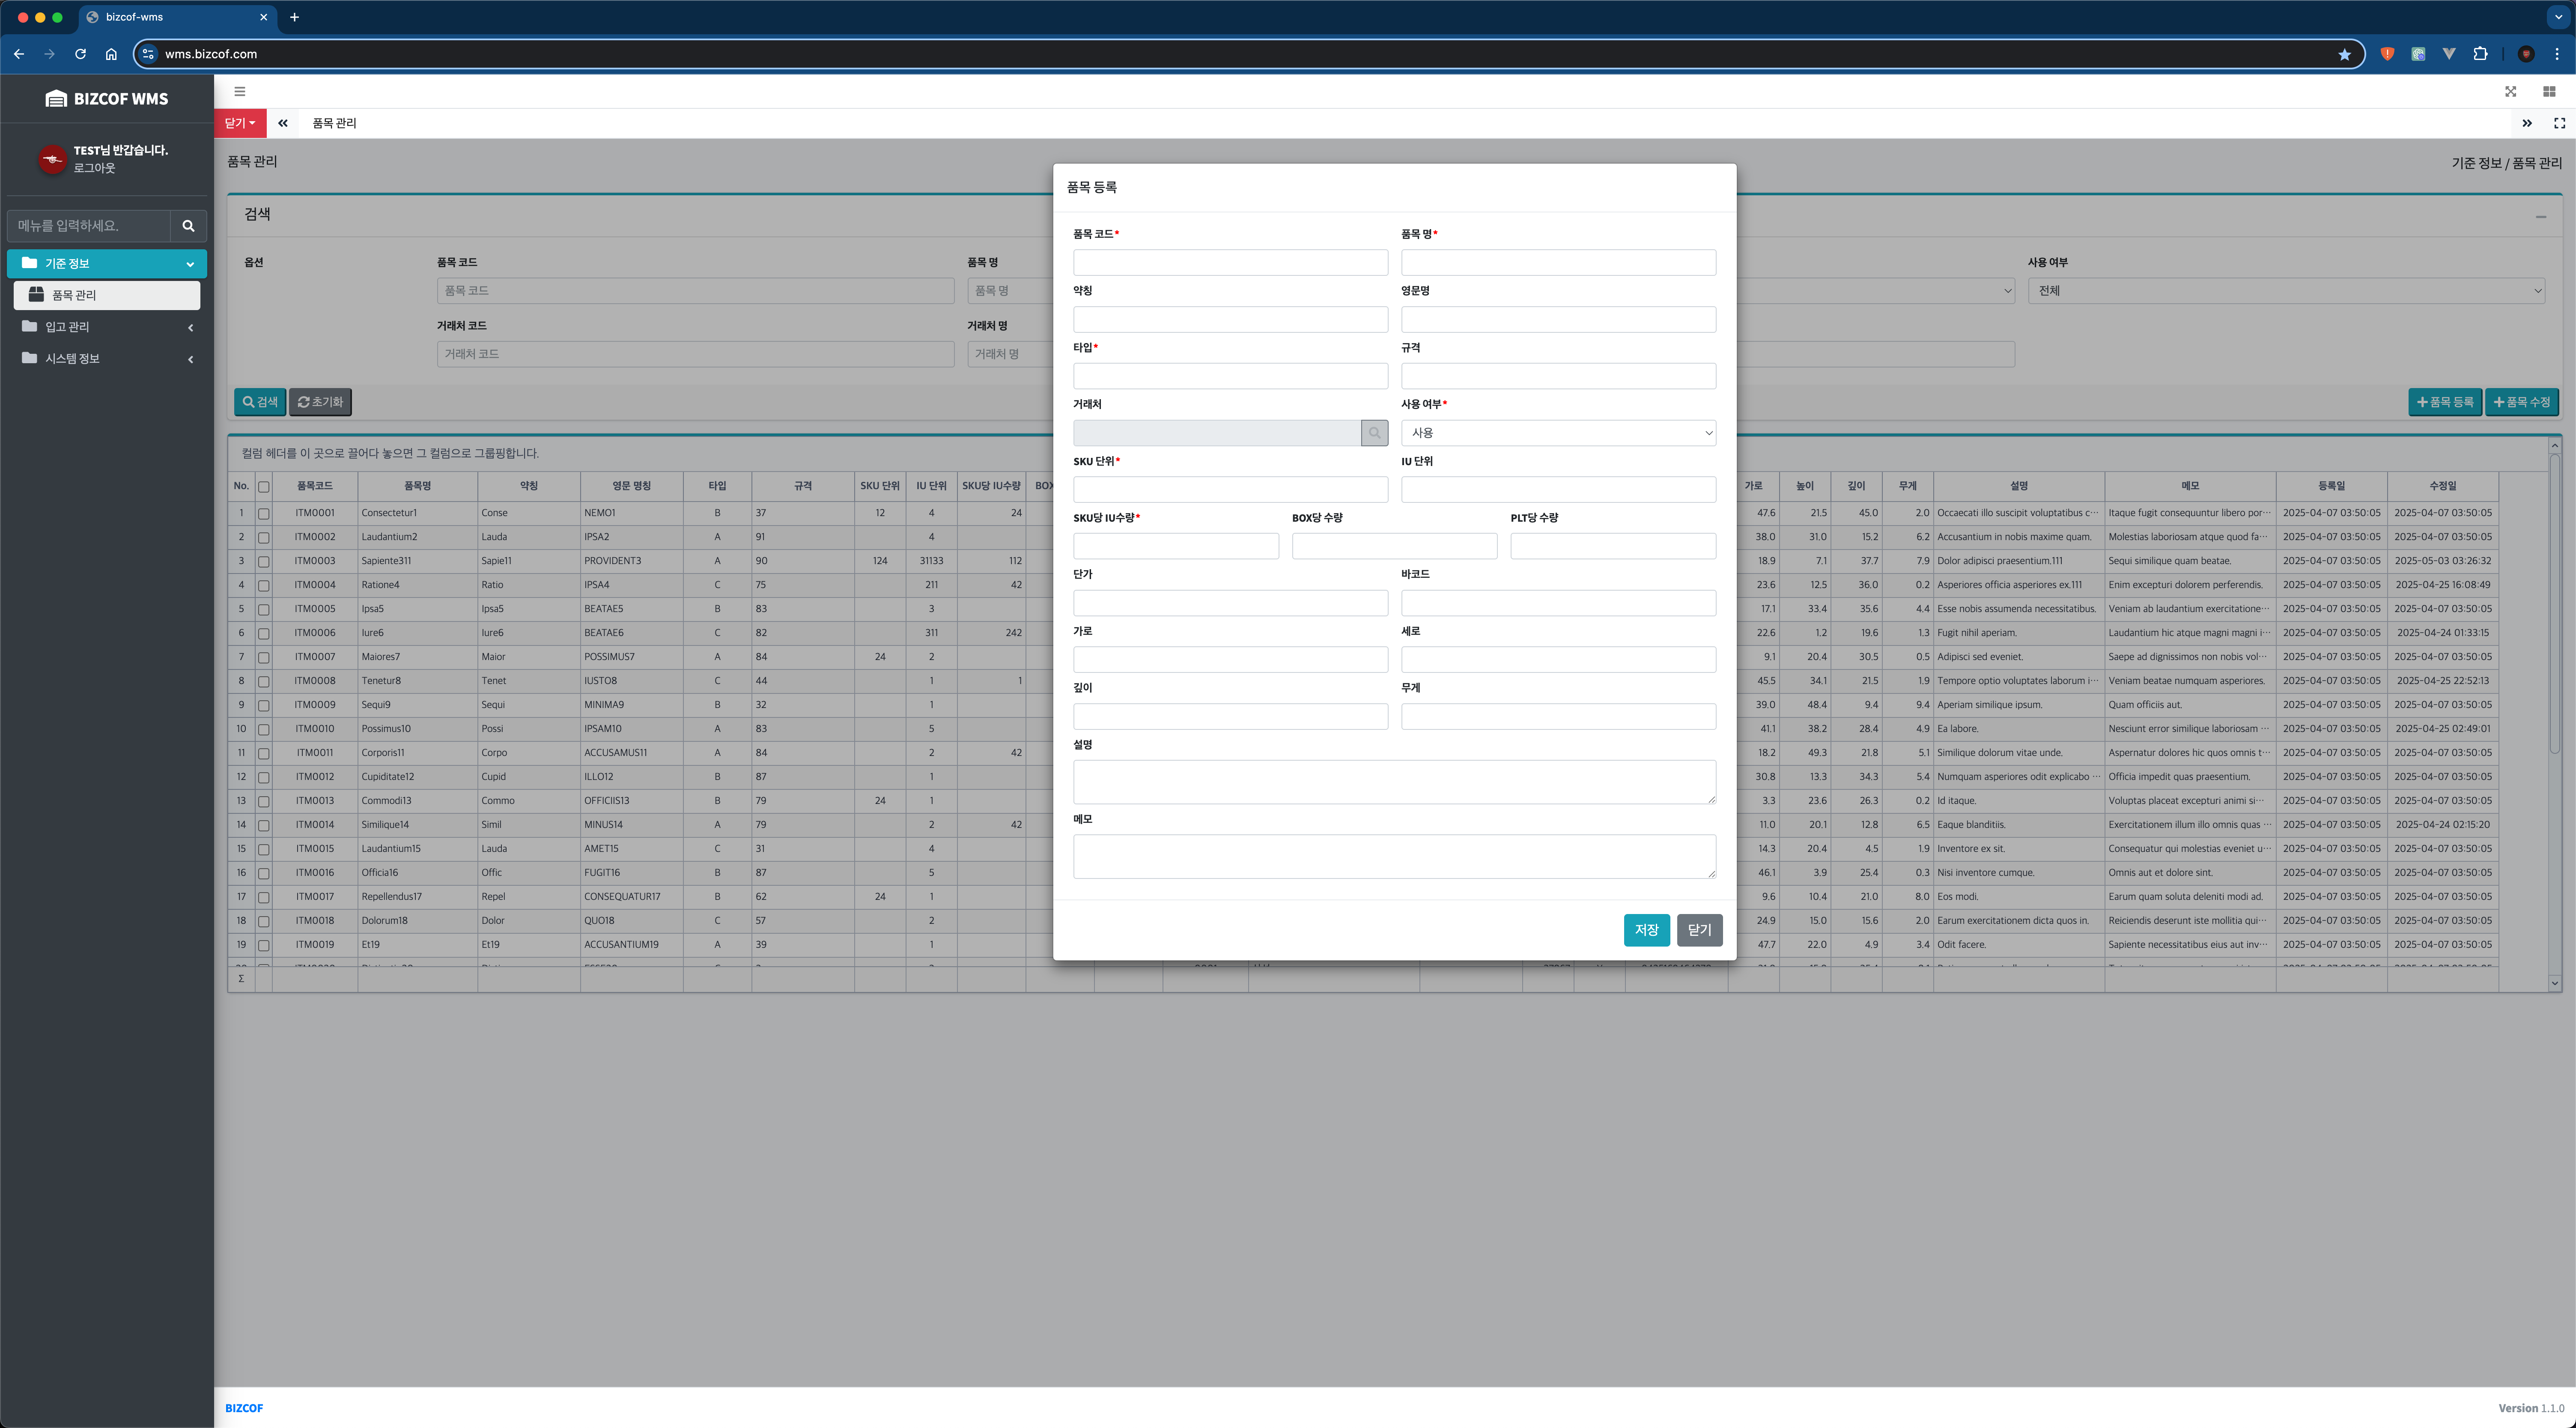 bizcof-wms
wms.bizcof.com
BIZCOF WMS
TEST님 반갑습니다.
로그아웃
메뉴를 입력하세요.
기준 정보
품목 관리
입고 관리
시스템 정보
닫기
품목 관리
품목 관리
기준 정보 / 품목 관리
검색
옵션
품목 코드
품목 명
사용 여부
품목 코드
품목 명
전체
거래처 코드
거래처 명
거래처 코드
거래처 명
검색
초기화
품목 등록
품목 수정
컬럼 헤더를 이 곳으로 끌어다 놓으면 그 컬럼으로 그룹핑합니다.
No. 품목코드 품목명 약칭 영문 명칭 타입 규격 SKU 단위 IU 단위 SKU당 IU수량 BOX 가로 높이 깊이 무게 설명 메모 등록일 수정일
1 ITM0001 Consectetur1 Conse NEMO1 B 37 12 4 24 47.6 21.5 45.0 2.0 Occaecati illo suscipit voluptatibus c··· Itaque fugit consequuntur libero por··· 2025-04-07 03:50:05 2025-04-07 03:50:05
2 ITM0002 Laudantium2 Lauda IPSA2 A 91 4 38.0 31.0 15.2 6.2 Accusantium in nobis maxime quam. Molestias laboriosam atque quod fa··· 2025-04-07 03:50:05 2025-04-07 03:50:05
3 ITM0003 Sapiente311 Sapie11 PROVIDENT3 A 90 124 31133 112 18.9 7.1 37.7 7.9 Dolor adipisci praesentium.111 Sequi similique quam beatae. 2025-04-07 03:50:05 2025-05-03 03:26:32
4 ITM0004 Ratione4 Ratio IPSA4 C 75 211 42 23.6 12.5 36.0 0.2 Asperiores officia asperiores ex.111 Enim excepturi dolorem perferendis. 2025-04-07 03:50:05 2025-04-25 16:08:49
5 ITM0005 Ipsa5 Ipsa5 BEATAE5 B 83 3 17.1 33.4 35.6 4.4 Esse nobis assumenda necessitatibus. Veniam ab laudantium exercitatione··· 2025-04-07 03:50:05 2025-04-07 03:50:05
6 ITM0006 Iure6 Iure6 BEATAE6 C 82 311 242 22.6 1.2 19.6 1.3 Fugit nihil aperiam. Laudantium hic atque magni magni i··· 2025-04-07 03:50:05 2025-04-24 01:33:15
7 ITM0007 Maiores7 Maior POSSIMUS7 A 84 24 2 9.1 20.4 30.5 0.5 Adipisci sed eveniet. Saepe ad dignissimos non nobis vol··· 2025-04-07 03:50:05 2025-04-07 03:50:05
8 ITM0008 Tenetur8 Tenet IUSTO8 C 44 1 1 45.5 34.1 21.5 1.9 Tempore optio voluptates laborum i··· Veniam beatae numquam asperiores. 2025-04-07 03:50:05 2025-04-25 22:52:13
9 ITM0009 Sequi9 Sequi MINIMA9 B 32 1 39.0 48.4 9.4 9.4 Aperiam similique ipsum. Quam officiis aut. 2025-04-07 03:50:05 2025-04-07 03:50:05
10 ITM0010 Possimus10 Possi IPSAM10 A 83 5 41.1 38.2 28.4 4.9 Ea labore. Nesciunt error similique laboriosam ··· 2025-04-07 03:50:05 2025-04-25 02:49:01
11 ITM0011 Corporis11 Corpo ACCUSAMUS11 A 84 2 42 18.2 49.3 21.8 5.1 Similique dolorum vitae unde. Aspernatur dolores hic quos omnis t··· 2025-04-07 03:50:05 2025-04-07 03:50:05
12 ITM0012 Cupiditate12 Cupid ILLO12 B 87 1 30.8 13.3 34.3 5.4 Numquam asperiores odit explicabo ··· Officia impedit quas praesentium. 2025-04-07 03:50:05 2025-04-07 03:50:05
13 ITM0013 Commodi13 Commo OFFICIIS13 B 79 24 1 3.3 23.6 26.3 0.2 Id itaque. Voluptas placeat excepturi animi si··· 2025-04-07 03:50:05 2025-04-07 03:50:05
14 ITM0014 Similique14 Simil MINUS14 A 79 2 42 11.0 20.1 12.8 6.5 Eaque blanditiis. Exercitationem illum illo omnis quas ··· 2025-04-07 03:50:05 2025-04-24 02:15:20
15 ITM0015 Laudantium15 Lauda AMET15 C 31 4 14.3 20.4 4.5 1.9 Inventore ex sit. Consequatur qui molestias eveniet u··· 2025-04-07 03:50:05 2025-04-07 03:50:05
16 ITM0016 Officia16 Offic FUGIT16 B 87 5 46.1 3.9 25.4 0.3 Nisi inventore cumque. Omnis aut et dolore sint. 2025-04-07 03:50:05 2025-04-07 03:50:05
17 ITM0017 Repellendus17 Repel CONSEQUATUR17 B 62 24 1 9.6 10.4 21.0 8.0 Eos modi. Earum quam soluta deleniti modi ad. 2025-04-07 03:50:05 2025-04-07 03:50:05
18 ITM0018 Dolorum18 Dolor QUO18 C 57 2 24.9 15.0 15.6 2.0 Earum exercitationem dicta quos in. Reiciendis deserunt iste mollitia qui··· 2025-04-07 03:50:05 2025-04-07 03:50:05
19 ITM0019 Et19 Et19 ACCUSANTIUM19 A 39 1 47.7 22.0 4.9 3.4 Odit facere. Sapiente necessitatibus eius aut inv··· 2025-04-07 03:50:05 2025-04-07 03:50:05
Σ
품목 등록
품목 코드*
품목 명*
약칭
영문명
타입*
규격
거래처
사용 여부*
사용
SKU 단위*
IU 단위
SKU당 IU수량*
BOX당 수량
PLT당 수량
단가
바코드
가로
세로
깊이
무게
설명
메모
저장
닫기
BIZCOF
Version 1.1.0